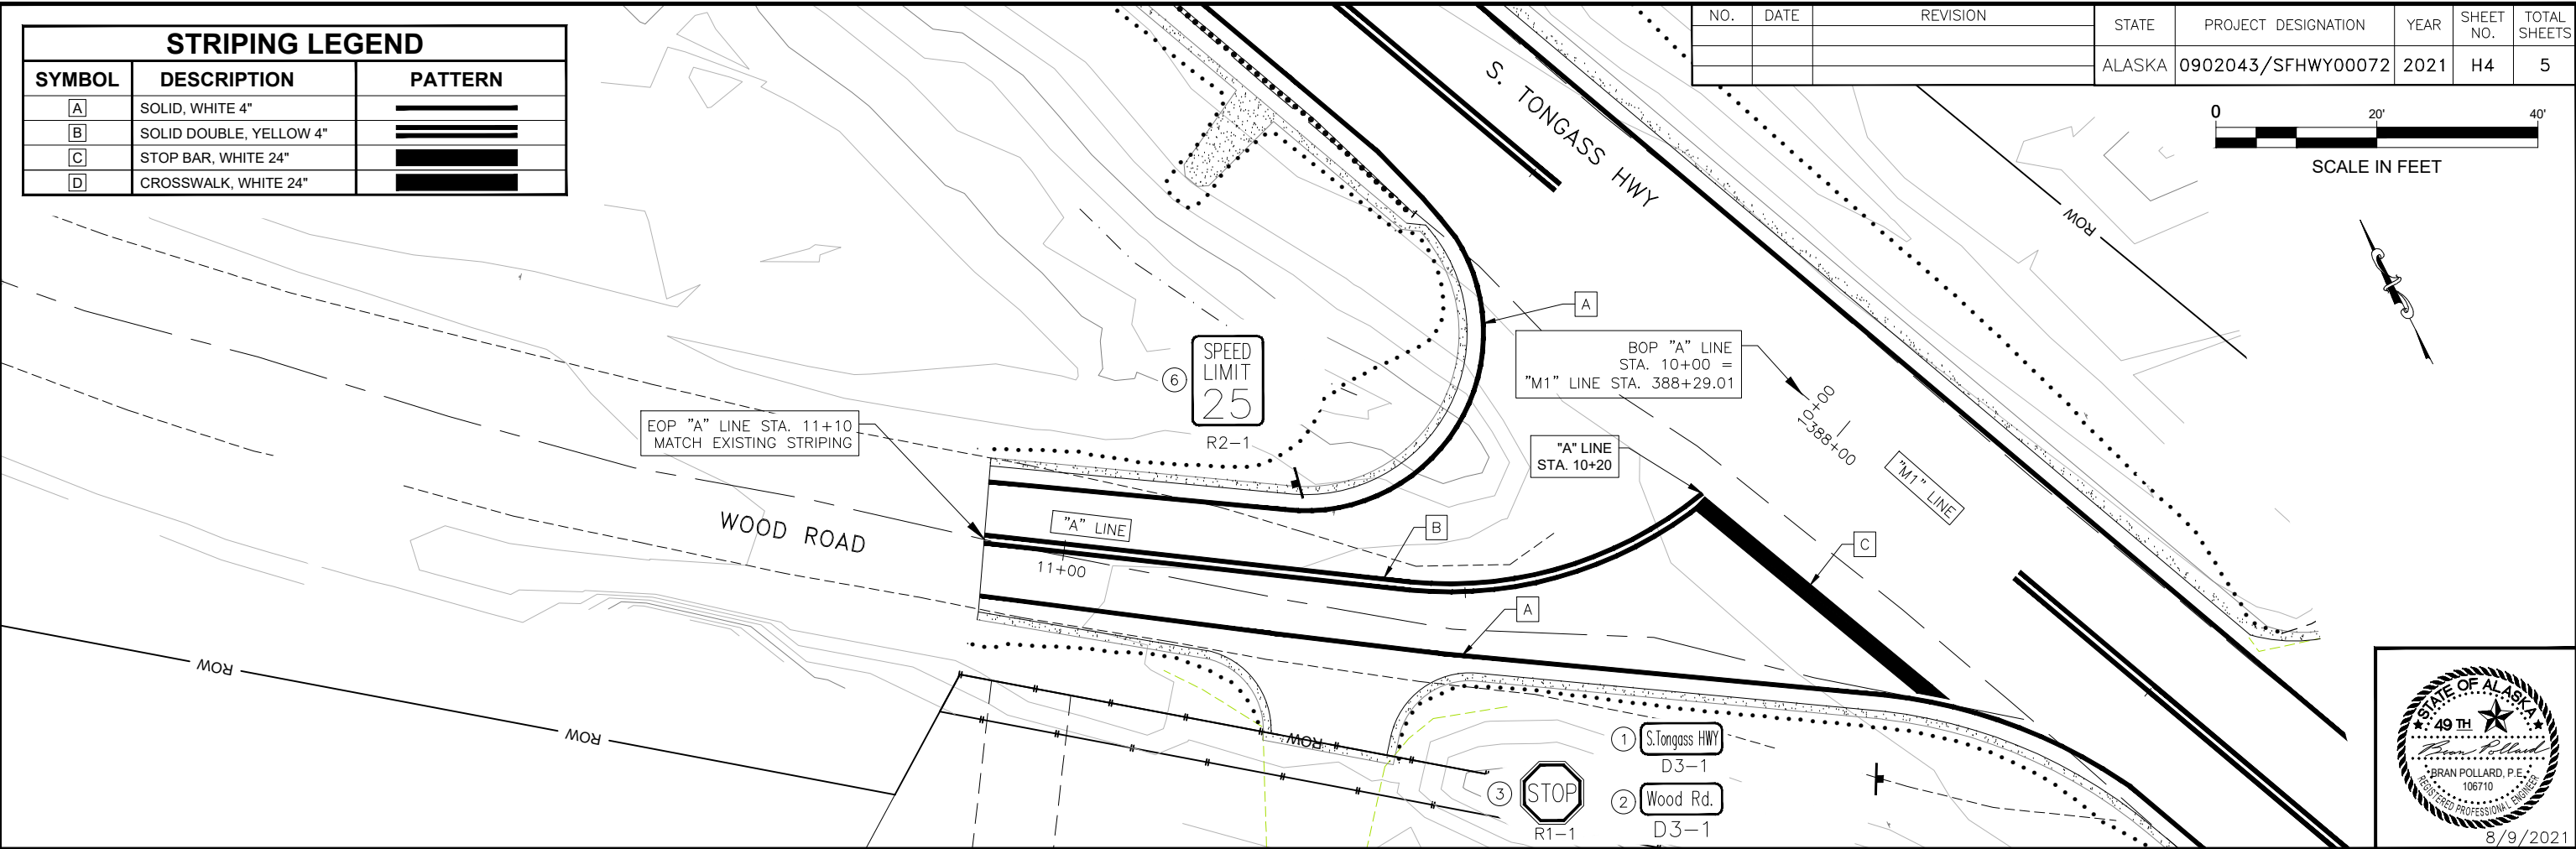 STRIPING LEGEND
SYMBOL DESCRIPTION PATTERN
A SOLID, WHITE 4"
B SOLID DOUBLE, YELLOW 4"
C STOP BAR, WHITE 24"
D CROSSWALK, WHITE 24"
NO. DATE REVISION
STATE PROJECT DESIGNATION YEAR SHEET NO. TOTAL SHEETS
ALASKA 0902043/SFHWY00072 2021 H4 5
0 20' 40'
SCALE IN FEET
S. TONGASS HWY
ROW
A
BOP "A" LINE
STA. 10+00 =
"M1" LINE STA. 388+29.01
10+00
388+00
"M1" LINE
6
SPEED
LIMIT
25
R2-1
EOP "A" LINE STA. 11+10
MATCH EXISTING STRIPING
"A" LINE
STA. 10+20
WOOD ROAD
"A" LINE
11+00
B
C
A
ROW
ROW
ROW
1 S.Tongass HWY
D3-1
3 STOP
R1-1
2 Wood Rd.
D3-1
STATE OF ALASKA
49 TH
Bran Pollard
BRAN POLLARD, P.E.
106710
REGISTERED PROFESSIONAL ENGINEER
8/9/2021